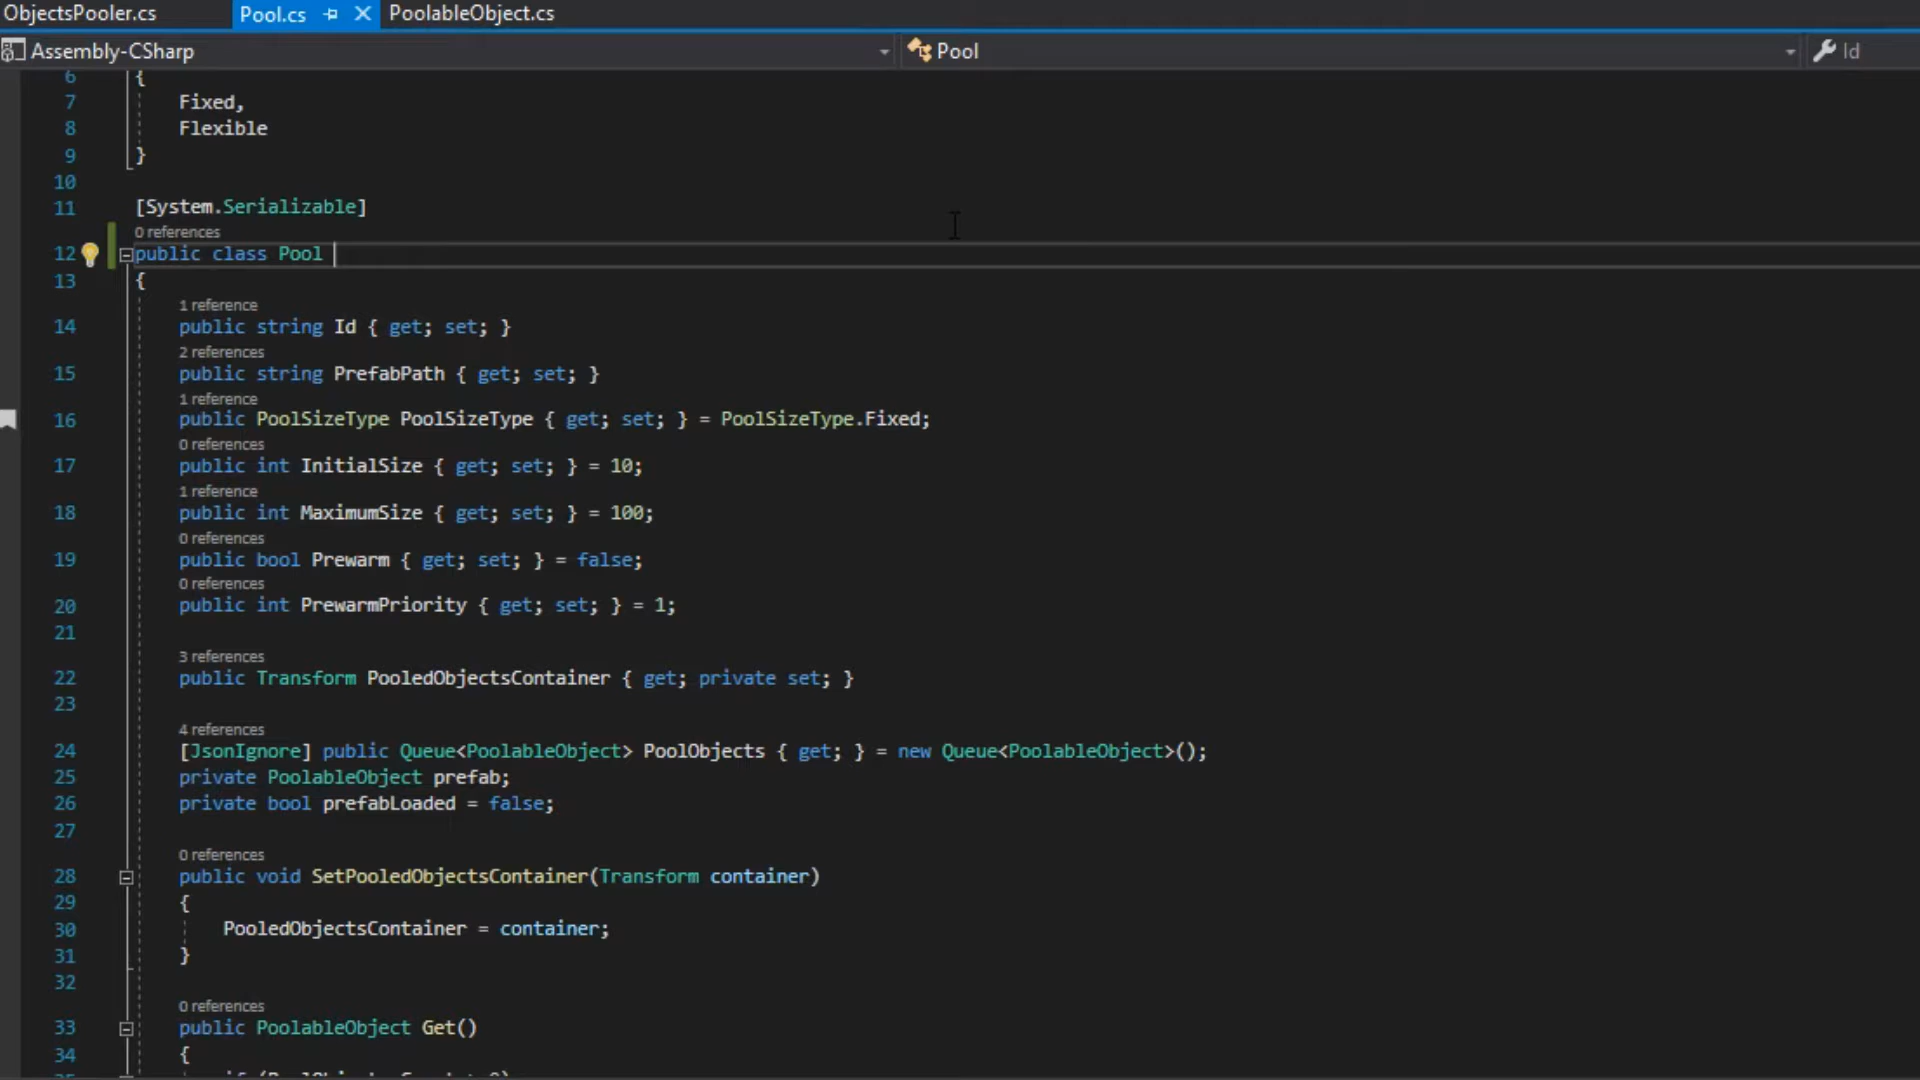 ObjectsPooler.cs Pool.cs PoolableObject.cs
Assembly-CSharp Pool Id
6 {
7 Fixed,
8 Flexible
9 }
10
11 [System.Serializable]
0 references
12 public class Pool
13 {
1 reference
14 public string Id { get; set; }
2 references
15 public string PrefabPath { get; set; }
1 reference
16 public PoolSizeType PoolSizeType { get; set; } = PoolSizeType.Fixed;
0 references
17 public int InitialSize { get; set; } = 10;
1 reference
18 public int MaximumSize { get; set; } = 100;
0 references
19 public bool Prewarm { get; set; } = false;
0 references
20 public int PrewarmPriority { get; set; } = 1;
21
3 references
22 public Transform PooledObjectsContainer { get; private set; }
23
4 references
24 [JsonIgnore] public Queue<PoolableObject> PoolObjects { get; } = new Queue<PoolableObject>();
25 private PoolableObject prefab;
26 private bool prefabLoaded = false;
27
0 references
28 public void SetPooledObjectsContainer(Transform container)
29 {
30 PooledObjectsContainer = container;
31 }
32
0 references
33 public PoolableObject Get()
34 {